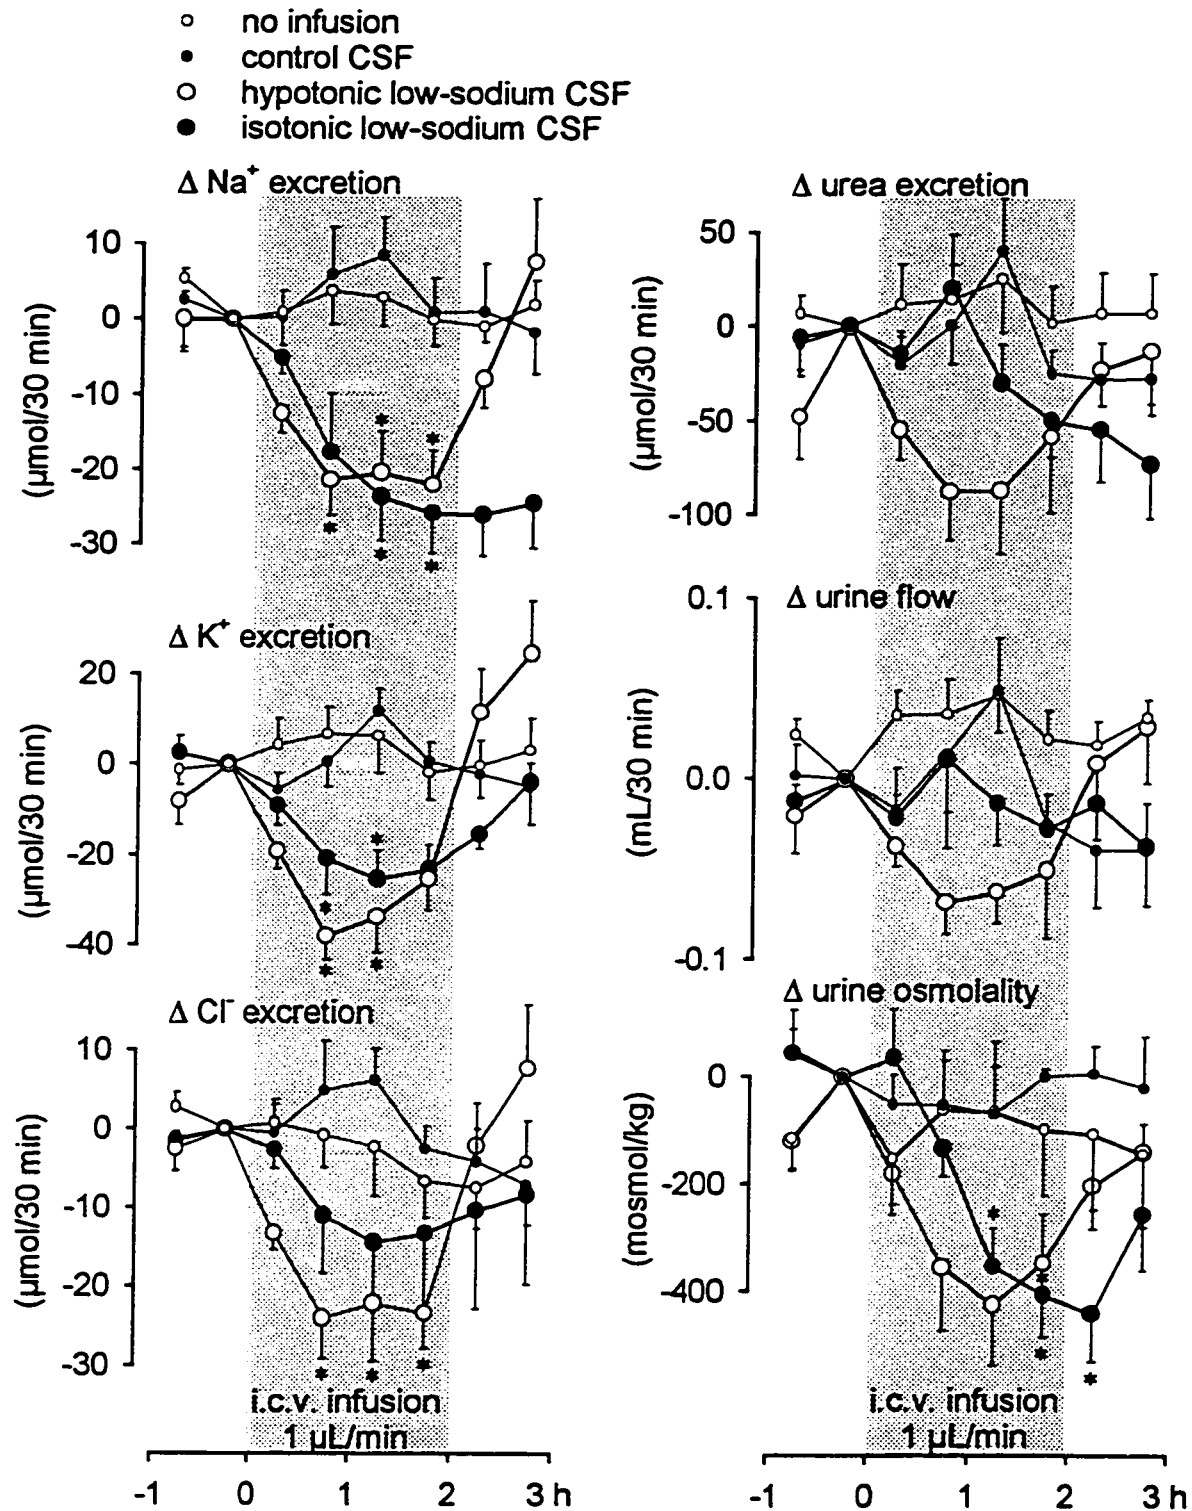 no infusion
control CSF
hypotonic low-sodium CSF
isotonic low-sodium CSF
Δ Na⁺ excretion
10
0
-10
-20
-30
(µmol/30 min)
*
*
*
*
*
Δ K⁺ excretion
20
0
-20
-40
(µmol/30 min)
*
*
*
*
Δ Cl⁻ excretion
10
0
-10
-20
-30
(µmol/30 min)
*
*
*
i.c.v. infusion
1 µL/min
-1
0
1
2
3 h
Δ urea excretion
50
0
-50
-100
(µmol/30 min)
Δ urine flow
0.1
0.0
-0.1
(mL/30 min)
Δ urine osmolality
0
-200
-400
(mosmol/kg)
*
*
*
*
i.c.v. infusion
1 µL/min
-1
0
1
2
3 h